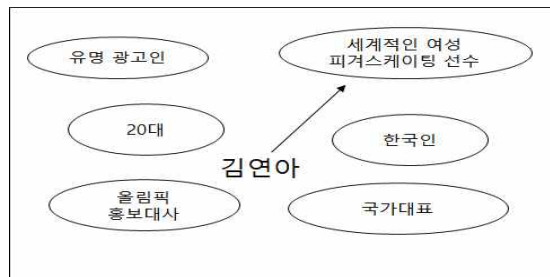 유명 광고인
세계적인 여성
피겨스케이팅 선수
20대
한국인
김연아
올림픽
홍보대사
국가대표